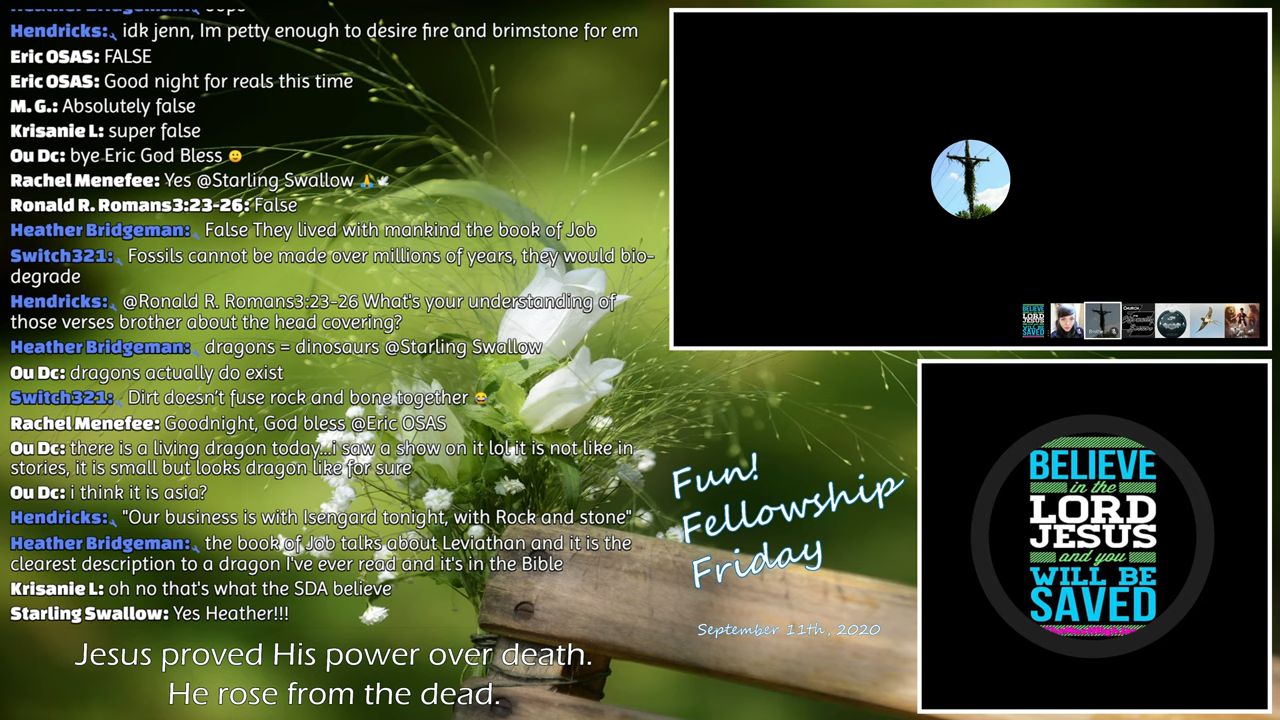 Hendricks: idk jenn, Im petty enough to desire fire and brimstone for em
Eric OSAS: FALSE
Eric OSAS: Good night for reals this time
M. G.: Absolutely false
Krisanie L: super false
Ou Dc: bye Eric God Bless 🙂
Rachel Menefee: Yes @Starling Swallow 🙏🕊
Ronald R. Romans3:23-26: False
Heather Bridgeman: False They lived with mankind the book of Job
Switch321: Fossils cannot be made over millions of years, they would bio-
degrade
Hendricks: @Ronald R. Romans3:23-26 What's your understanding of
those verses brother about the head covering?
Heather Bridgeman: dragons = dinosaurs @Starling Swallow
Ou Dc: dragons actually do exist
Switch321: Dirt doesn't fuse rock and bone together 😂
Rachel Menefee: Goodnight, God bless @Eric OSAS
Ou Dc: there is a living dragon today...i saw a show on it lol it is not like in
stories, it is small but looks dragon like for sure
Ou Dc: i think it is asia?
Hendricks: "Our business is with Isengard tonight, with Rock and stone"
Heather Bridgeman: the book of Job talks about Leviathan and it is the
clearest description to a dragon I've ever read and it's in the Bible
Krisanie L: oh no that's what the SDA believe
Starling Swallow: Yes Heather!!!
Jesus proved His power over death.
He rose from the dead.
Fun!
Fellowship
Friday
September 11th, 2020
BELIEVE
in the
LORD
JESUS
and you
WILL BE
SAVED